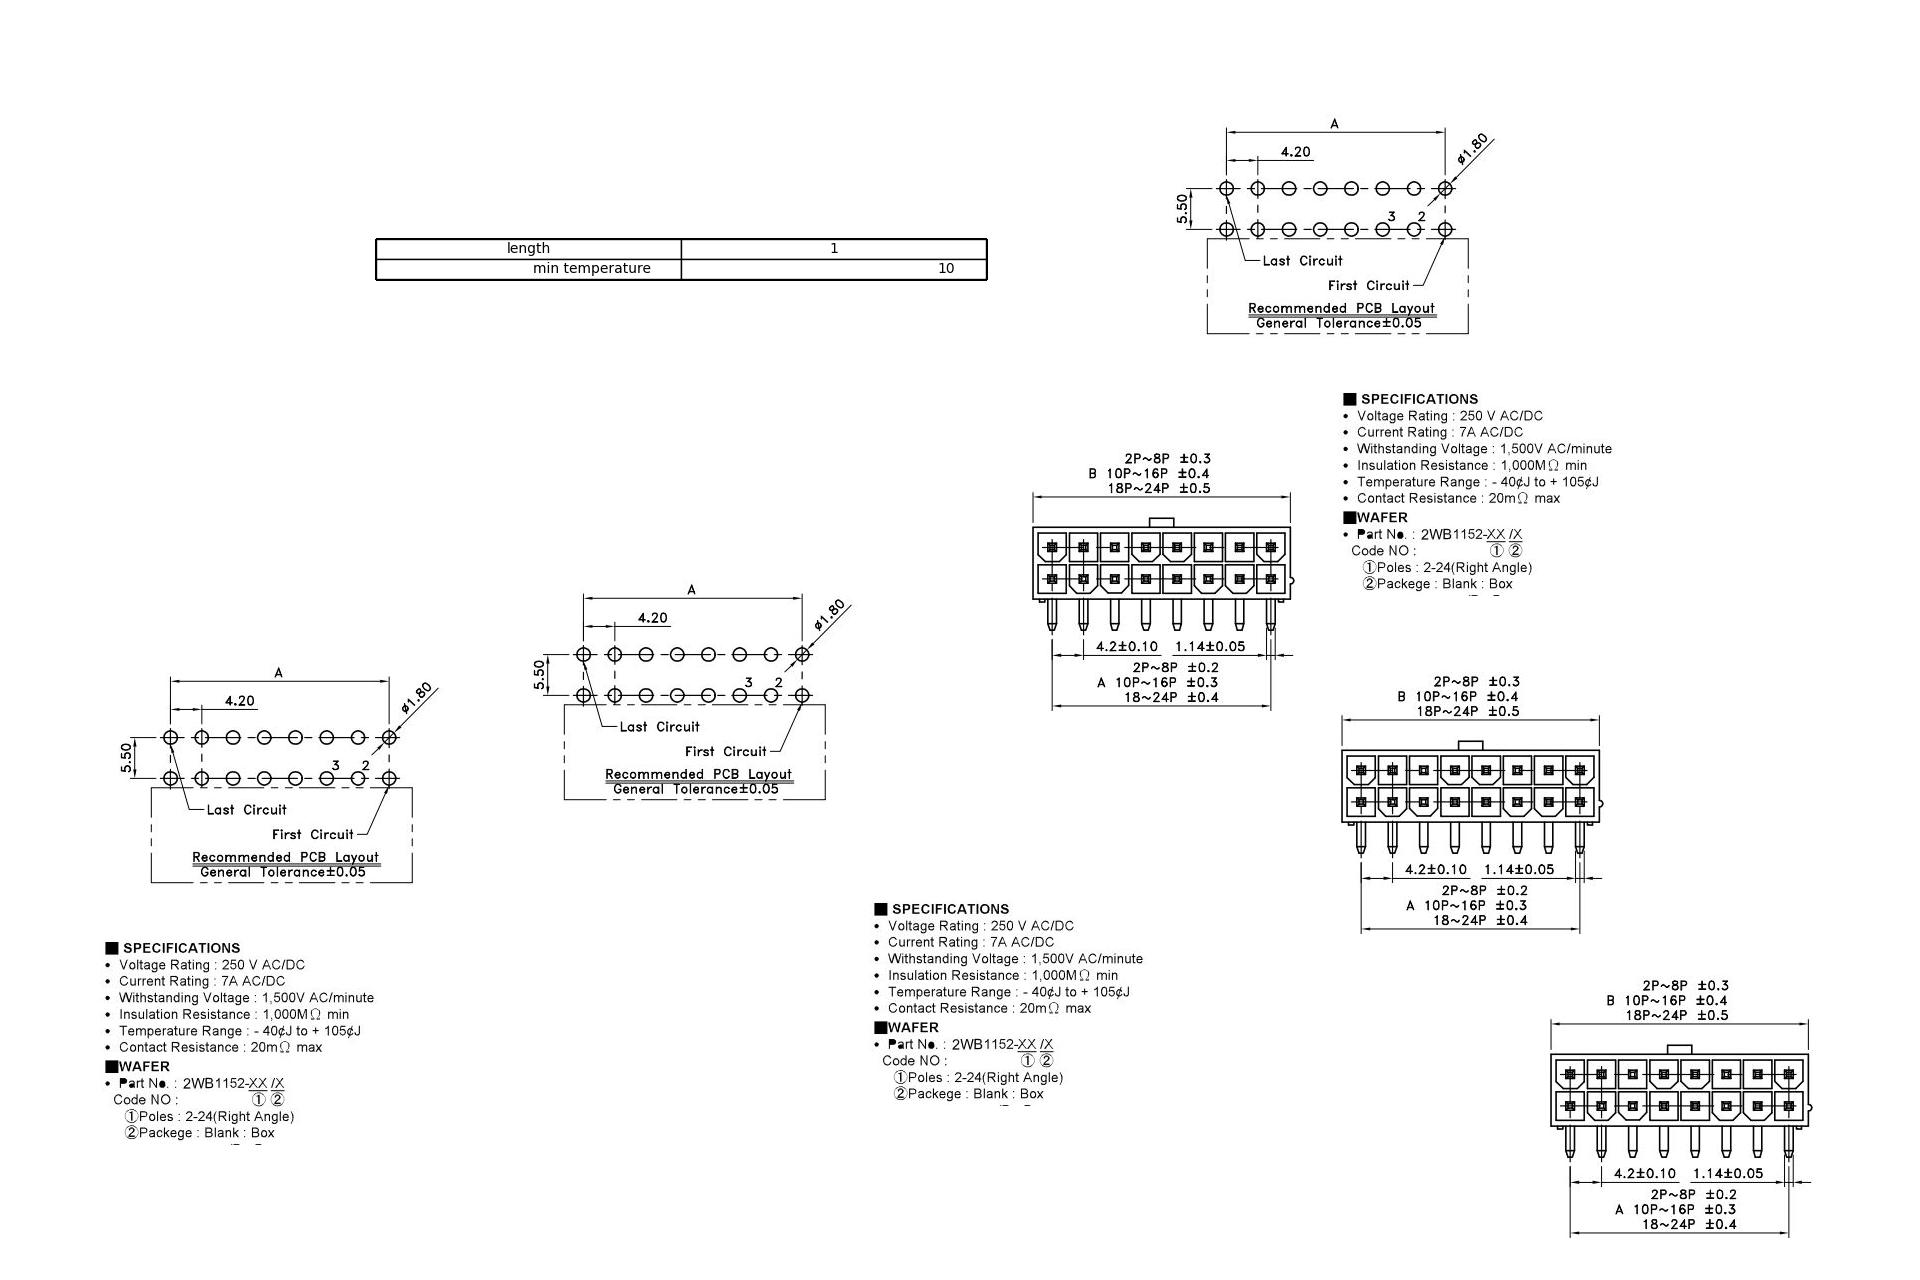 A
4.20
ø1.80
5.50
3 2
Last Circuit
First Circuit
Recommended PCB Layout
General Tolerance±0.05
length 1
min temperature 10
■ SPECIFICATIONS
• Voltage Rating : 250 V AC/DC
• Current Rating : 7A AC/DC
• Withstanding Voltage : 1,500V AC/minute
• Insulation Resistance : 1,000MΩ min
• Temperature Range : - 40¢J to + 105¢J
• Contact Resistance : 20mΩ max
■WAFER
• Part No. : 2WB1152-XX /X
Code NO : ① ②
①Poles : 2-24(Right Angle)
②Packege : Blank : Box
2P~8P ±0.3
B 10P~16P ±0.4
18P~24P ±0.5
4.2±0.10 1.14±0.05
2P~8P ±0.2
A 10P~16P ±0.3
18~24P ±0.4
A
4.20
ø1.80
5.50
3 2
Last Circuit
First Circuit
Recommended PCB Layout
General Tolerance±0.05
A
4.20
ø1.80
5.50
3 2
Last Circuit
First Circuit
Recommended PCB Layout
General Tolerance±0.05
2P~8P ±0.3
B 10P~16P ±0.4
18P~24P ±0.5
4.2±0.10 1.14±0.05
2P~8P ±0.2
A 10P~16P ±0.3
18~24P ±0.4
■ SPECIFICATIONS
• Voltage Rating : 250 V AC/DC
• Current Rating : 7A AC/DC
• Withstanding Voltage : 1,500V AC/minute
• Insulation Resistance : 1,000MΩ min
• Temperature Range : - 40¢J to + 105¢J
• Contact Resistance : 20mΩ max
■WAFER
• Part No. : 2WB1152-XX /X
Code NO : ① ②
①Poles : 2-24(Right Angle)
②Packege : Blank : Box
■ SPECIFICATIONS
• Voltage Rating : 250 V AC/DC
• Current Rating : 7A AC/DC
• Withstanding Voltage : 1,500V AC/minute
• Insulation Resistance : 1,000MΩ min
• Temperature Range : - 40¢J to + 105¢J
• Contact Resistance : 20mΩ max
■WAFER
• Part No. : 2WB1152-XX /X
Code NO : ① ②
①Poles : 2-24(Right Angle)
②Packege : Blank : Box
2P~8P ±0.3
B 10P~16P ±0.4
18P~24P ±0.5
4.2±0.10 1.14±0.05
2P~8P ±0.2
A 10P~16P ±0.3
18~24P ±0.4